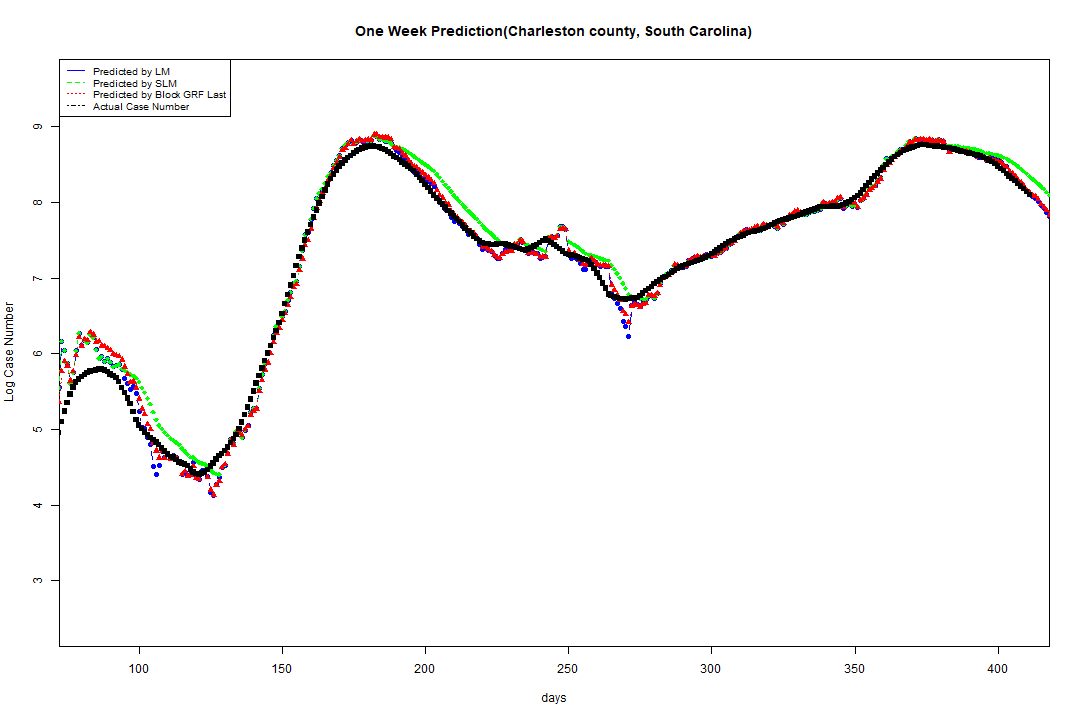 One Week Prediction(Charleston county, South Carolina)
Predicted by LM
Predicted by SLM
Predicted by Block GRF Last
Actual Case Number
9
8
7
6
5
4
3
Log Case Number
100 150 200 250 300 350 400
days